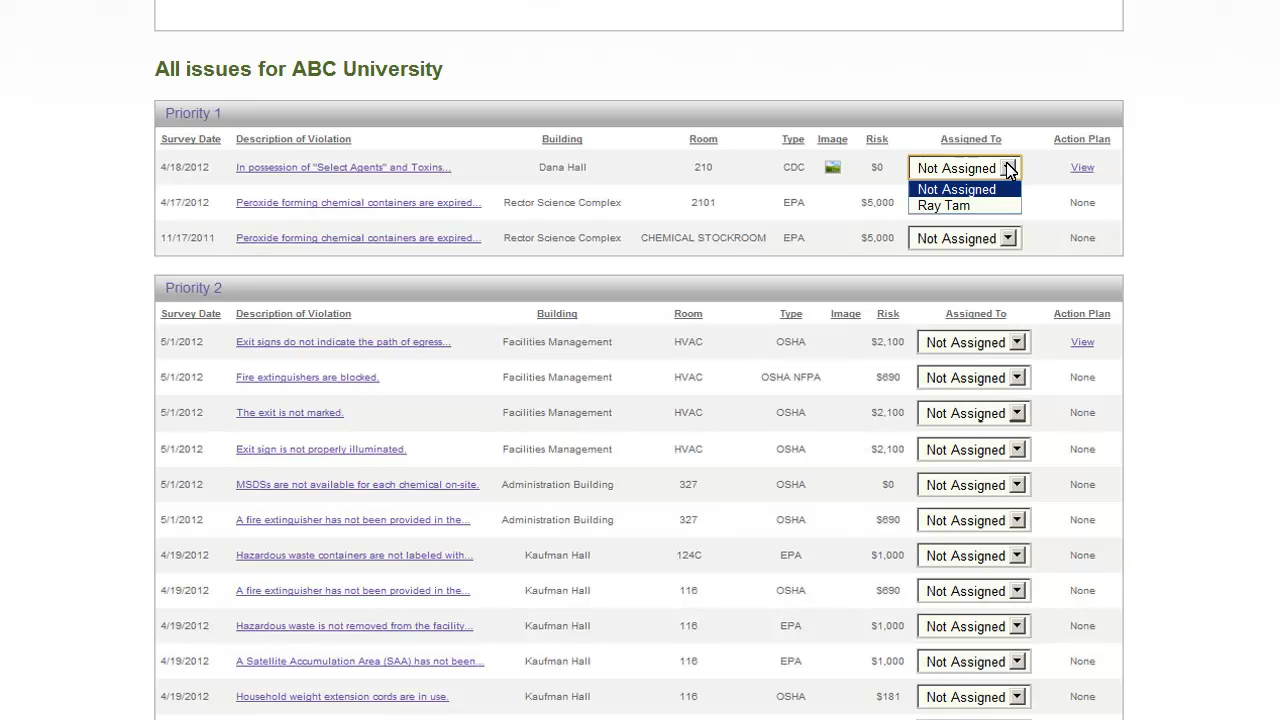 All issues for ABC University
Priority 1
Survey Date Description of Violation Building Room Type Image Risk Assigned To Action Plan
4/18/2012 In possession of "Select Agents" and Toxins... Dana Hall 210 CDC $0 Not Assigned View
Not Assigned
4/17/2012 Peroxide forming chemical containers are expired... Rector Science Complex 2101 EPA $5,000 Ray Tam None
11/17/2011 Peroxide forming chemical containers are expired... Rector Science Complex CHEMICAL STOCKROOM EPA $5,000 Not Assigned None
Priority 2
Survey Date Description of Violation Building Room Type Image Risk Assigned To Action Plan
5/1/2012 Exit signs do not indicate the path of egress... Facilities Management HVAC OSHA $2,100 Not Assigned View
5/1/2012 Fire extinguishers are blocked. Facilities Management HVAC OSHA NFPA $690 Not Assigned None
5/1/2012 The exit is not marked. Facilities Management HVAC OSHA $2,100 Not Assigned None
5/1/2012 Exit sign is not properly illuminated. Facilities Management HVAC OSHA $2,100 Not Assigned None
5/1/2012 MSDSs are not available for each chemical on-site. Administration Building 327 OSHA $0 Not Assigned None
5/1/2012 A fire extinguisher has not been provided in the... Administration Building 327 OSHA $690 Not Assigned None
4/19/2012 Hazardous waste containers are not labeled with... Kaufman Hall 124C EPA $1,000 Not Assigned None
4/19/2012 A fire extinguisher has not been provided in the... Kaufman Hall 116 OSHA $690 Not Assigned None
4/19/2012 Hazardous waste is not removed from the facility... Kaufman Hall 116 EPA $1,000 Not Assigned None
4/19/2012 A Satellite Accumulation Area (SAA) has not been... Kaufman Hall 116 EPA $1,000 Not Assigned None
4/19/2012 Household weight extension cords are in use. Kaufman Hall 116 OSHA $181 Not Assigned None